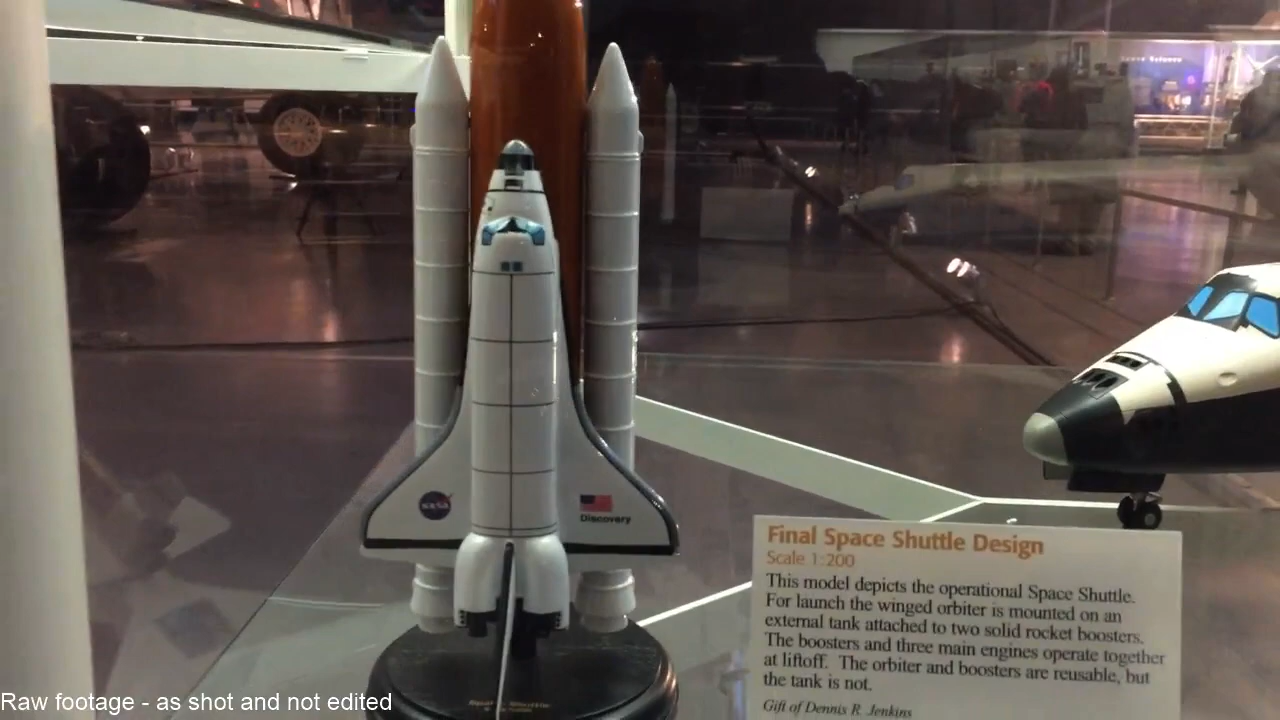 NASA
Discovery
Final Space Shuttle Design
Scale 1:200
This model depicts the operational Space Shuttle.
For launch the winged orbiter is mounted on an
external tank attached to two solid rocket boosters.
The boosters and three main engines operate together
at liftoff. The orbiter and boosters are reusable, but
the tank is not.
Gift of Dennis R. Jenkins
Raw footage - as shot and not edited